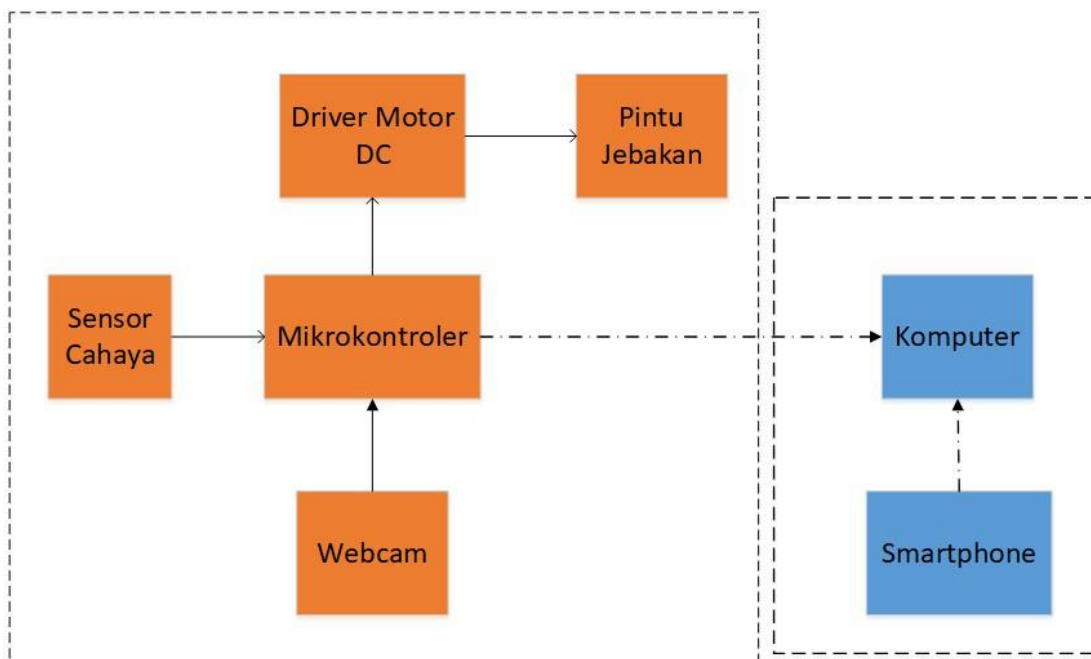 Driver Motor
DC
Pintu
Jebakan
Sensor
Cahaya
Mikrokontroler
Komputer
Webcam
Smartphone